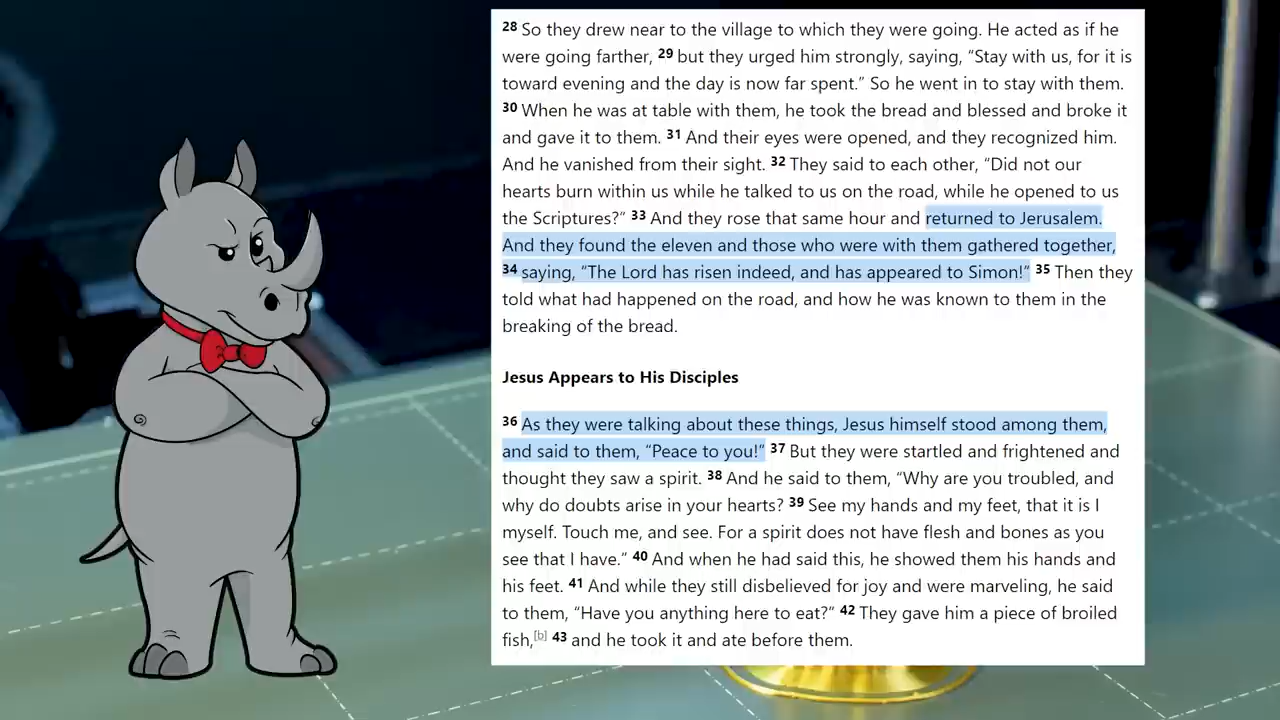 28 So they drew near to the village to which they were going. He acted as if he
were going farther, 29 but they urged him strongly, saying, “Stay with us, for it is
toward evening and the day is now far spent.” So he went in to stay with them.
30 When he was at table with them, he took the bread and blessed and broke it
and gave it to them. 31 And their eyes were opened, and they recognized him.
And he vanished from their sight. 32 They said to each other, “Did not our
hearts burn within us while he talked to us on the road, while he opened to us
the Scriptures?” 33 And they rose that same hour and returned to Jerusalem.
And they found the eleven and those who were with them gathered together,
34 saying, “The Lord has risen indeed, and has appeared to Simon!” 35 Then they
told what had happened on the road, and how he was known to them in the
breaking of the bread.
Jesus Appears to His Disciples
36 As they were talking about these things, Jesus himself stood among them,
and said to them, “Peace to you!” 37 But they were startled and frightened and
thought they saw a spirit. 38 And he said to them, “Why are you troubled, and
why do doubts arise in your hearts? 39 See my hands and my feet, that it is I
myself. Touch me, and see. For a spirit does not have flesh and bones as you
see that I have.” 40 And when he had said this, he showed them his hands and
his feet. 41 And while they still disbelieved for joy and were marveling, he said
to them, “Have you anything here to eat?” 42 They gave him a piece of broiled
fish,[b] 43 and he took it and ate before them.